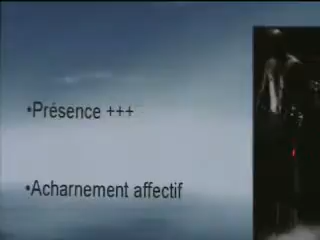 •Présence +++
•Acharnement affectif